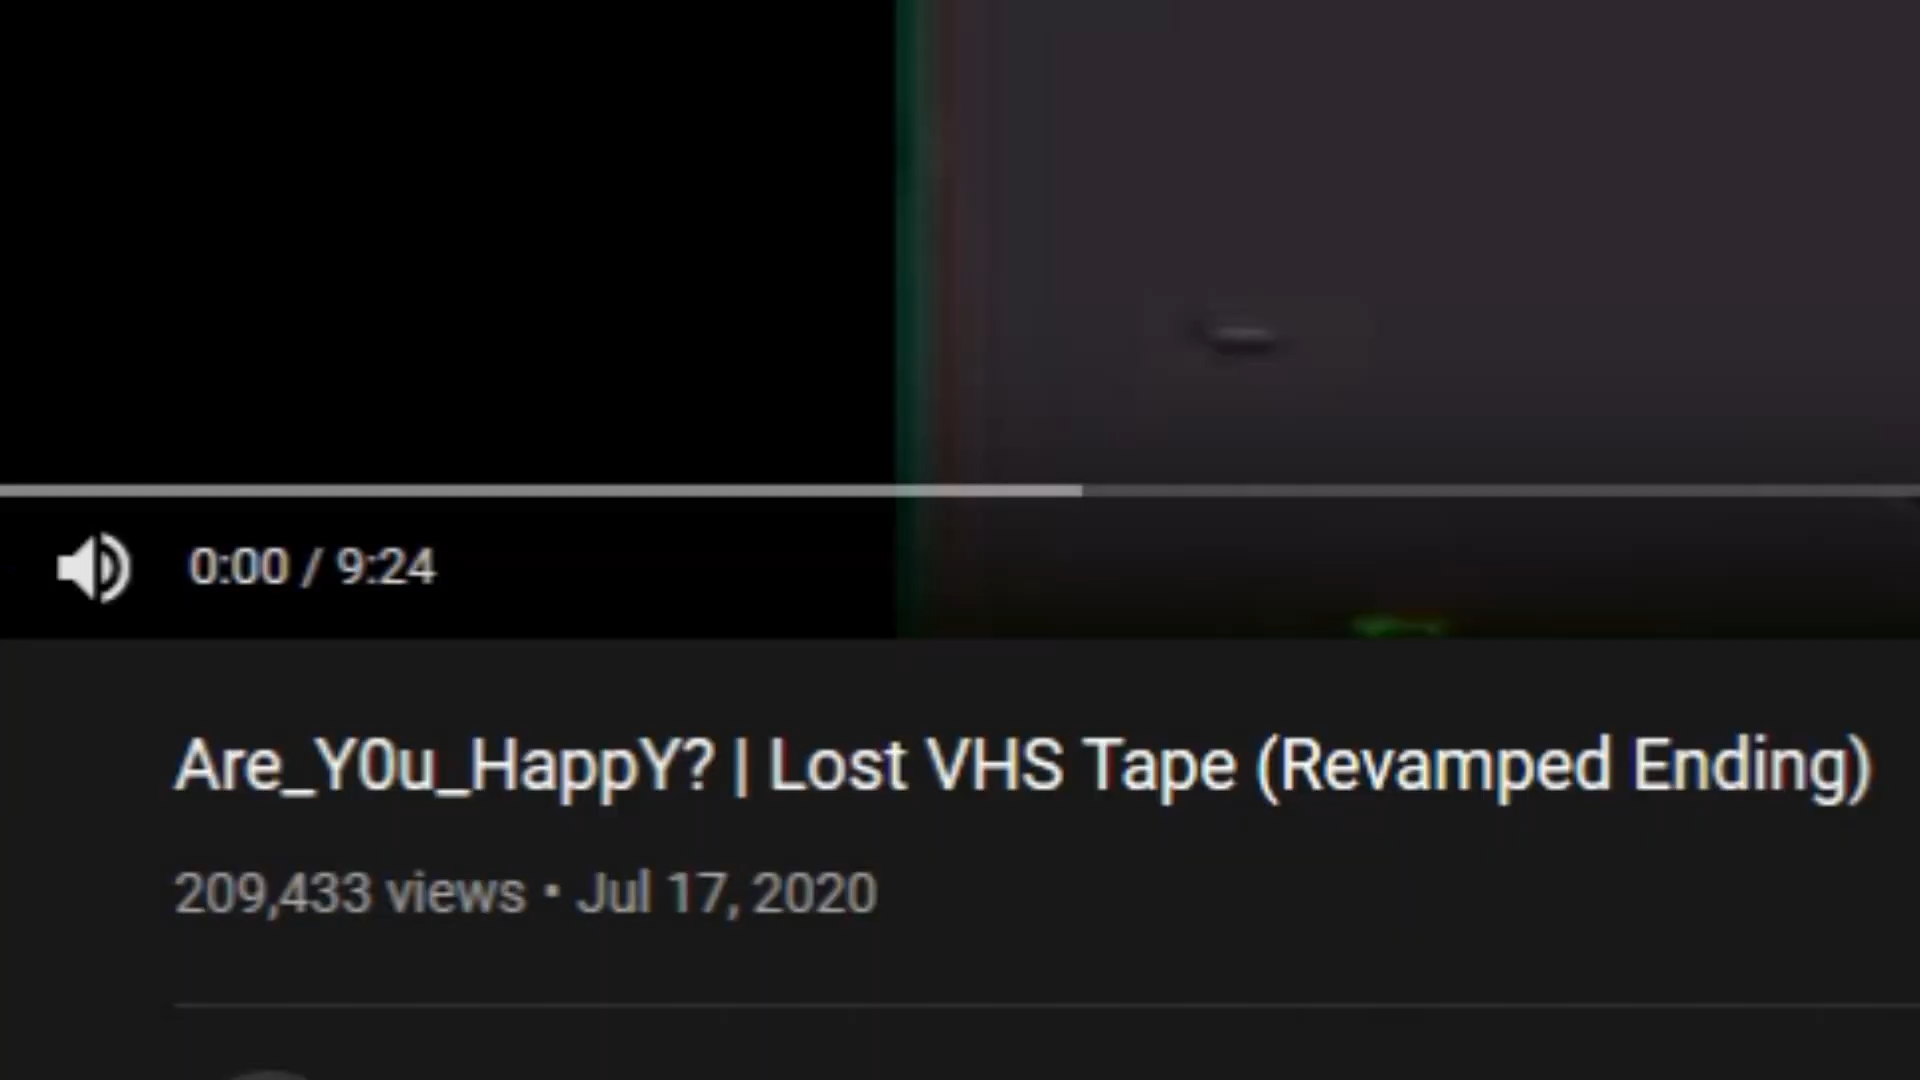 0:00 / 9:24
Are_Y0u_HappY? | Lost VHS Tape (Revamped Ending)
209,433 views • Jul 17, 2020